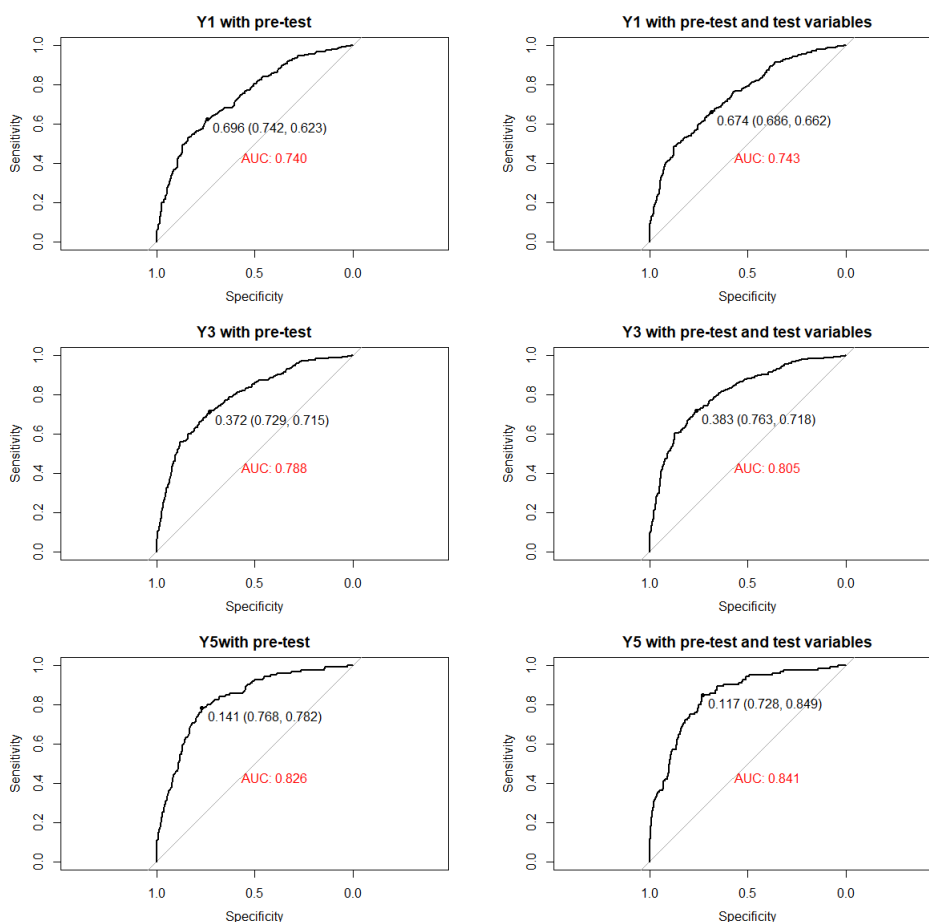 Y1 with pre-test
Sensitivity
0.0 0.2 0.4 0.6 0.8 1.0
0.696 (0.742, 0.623)
AUC: 0.740
1.0 0.5 0.0
Specificity
Y1 with pre-test and test variables
Sensitivity
0.0 0.2 0.4 0.6 0.8 1.0
0.674 (0.686, 0.662)
AUC: 0.743
1.0 0.5 0.0
Specificity
Y3 with pre-test
Sensitivity
0.0 0.2 0.4 0.6 0.8 1.0
0.372 (0.729, 0.715)
AUC: 0.788
1.0 0.5 0.0
Specificity
Y3 with pre-test and test variables
Sensitivity
0.0 0.2 0.4 0.6 0.8 1.0
0.383 (0.763, 0.718)
AUC: 0.805
1.0 0.5 0.0
Specificity
Y5with pre-test
Sensitivity
0.0 0.2 0.4 0.6 0.8 1.0
0.141 (0.768, 0.782)
AUC: 0.826
1.0 0.5 0.0
Specificity
Y5 with pre-test and test variables
Sensitivity
0.0 0.2 0.4 0.6 0.8 1.0
0.117 (0.728, 0.849)
AUC: 0.841
1.0 0.5 0.0
Specificity